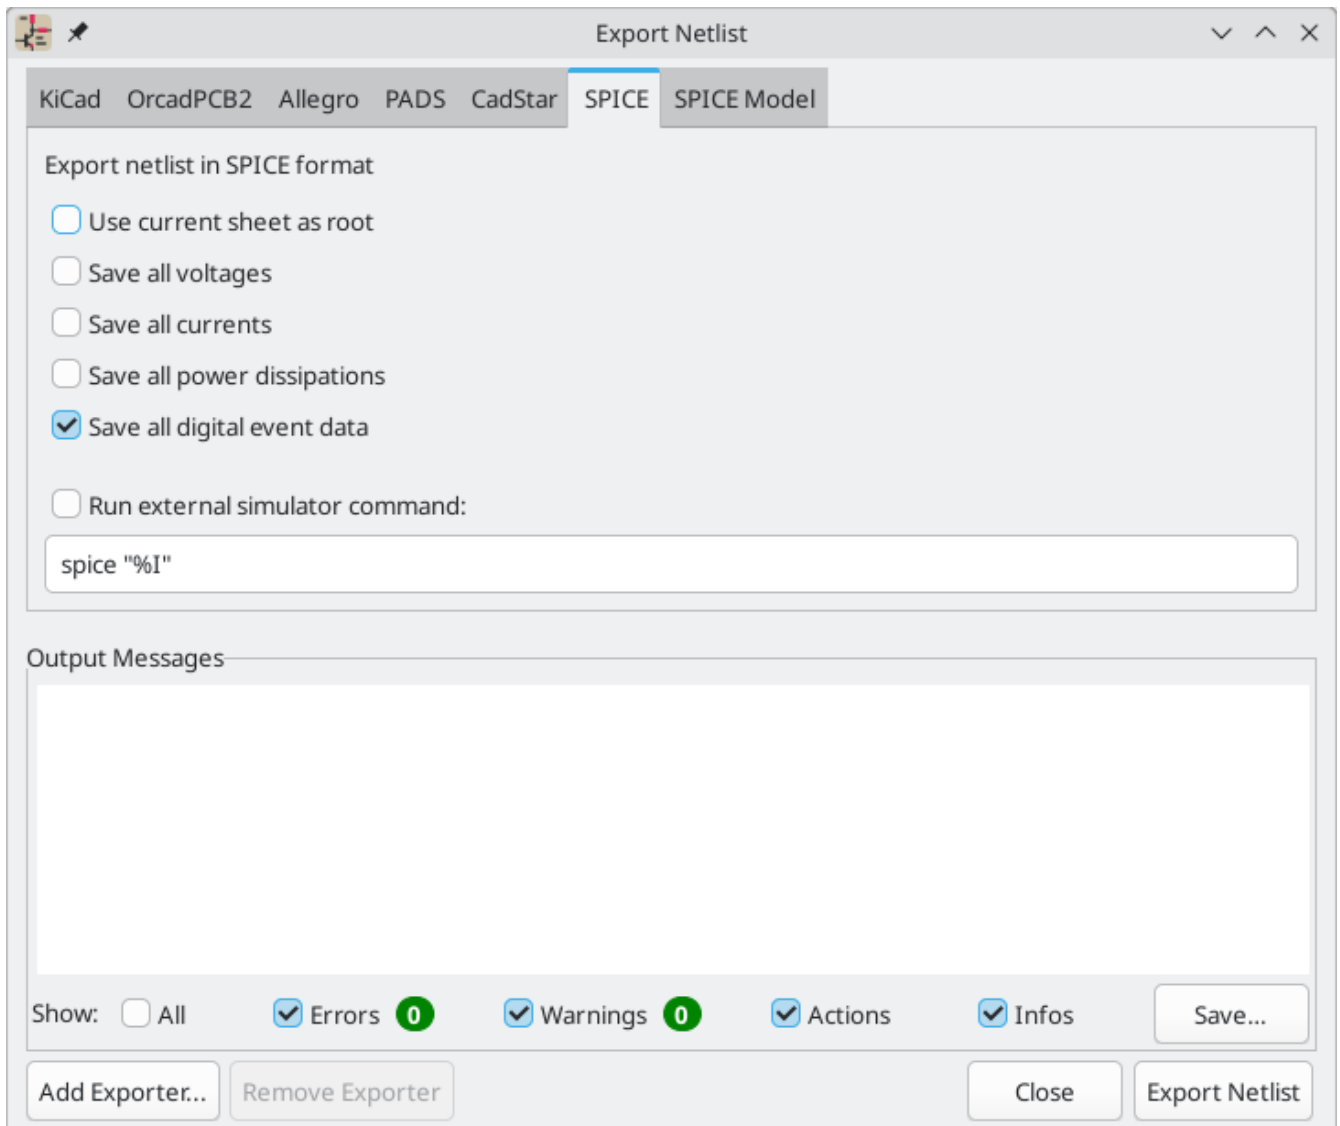 Export Netlist
KiCad OrcadPCB2 Allegro PADS CadStar SPICE SPICE Model
Export netlist in SPICE format
Use current sheet as root
Save all voltages
Save all currents
Save all power dissipations
Save all digital event data
Run external simulator command:
spice "%I"
Output Messages
Show: All Errors 0 Warnings 0 Actions Infos Save...
Add Exporter... Remove Exporter Close Export Netlist